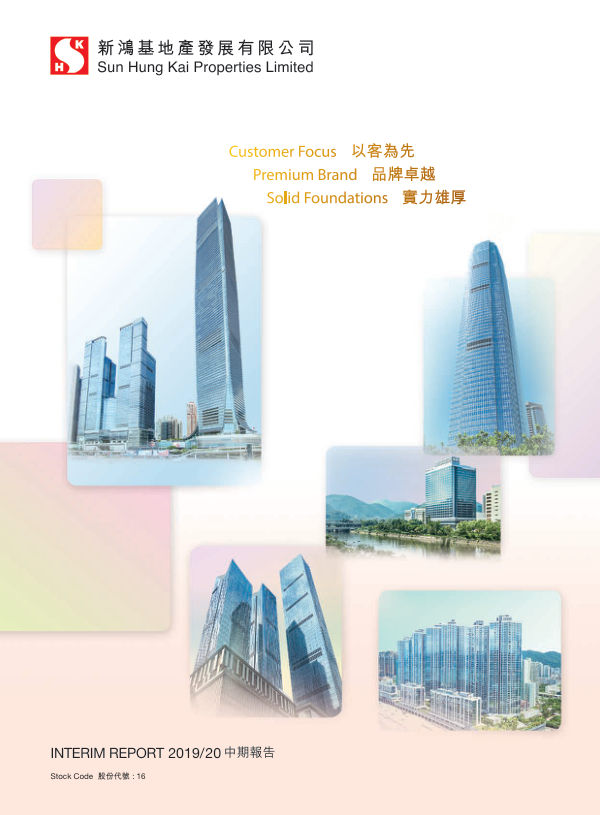 SHK
新鴻基地產發展有限公司
Sun Hung Kai Properties Limited
Customer Focus 以客為先
Premium Brand 品牌卓越
Solid Foundations 實力雄厚
INTERIM REPORT 2019/20 中期報告
Stock Code 股份代號 : 16